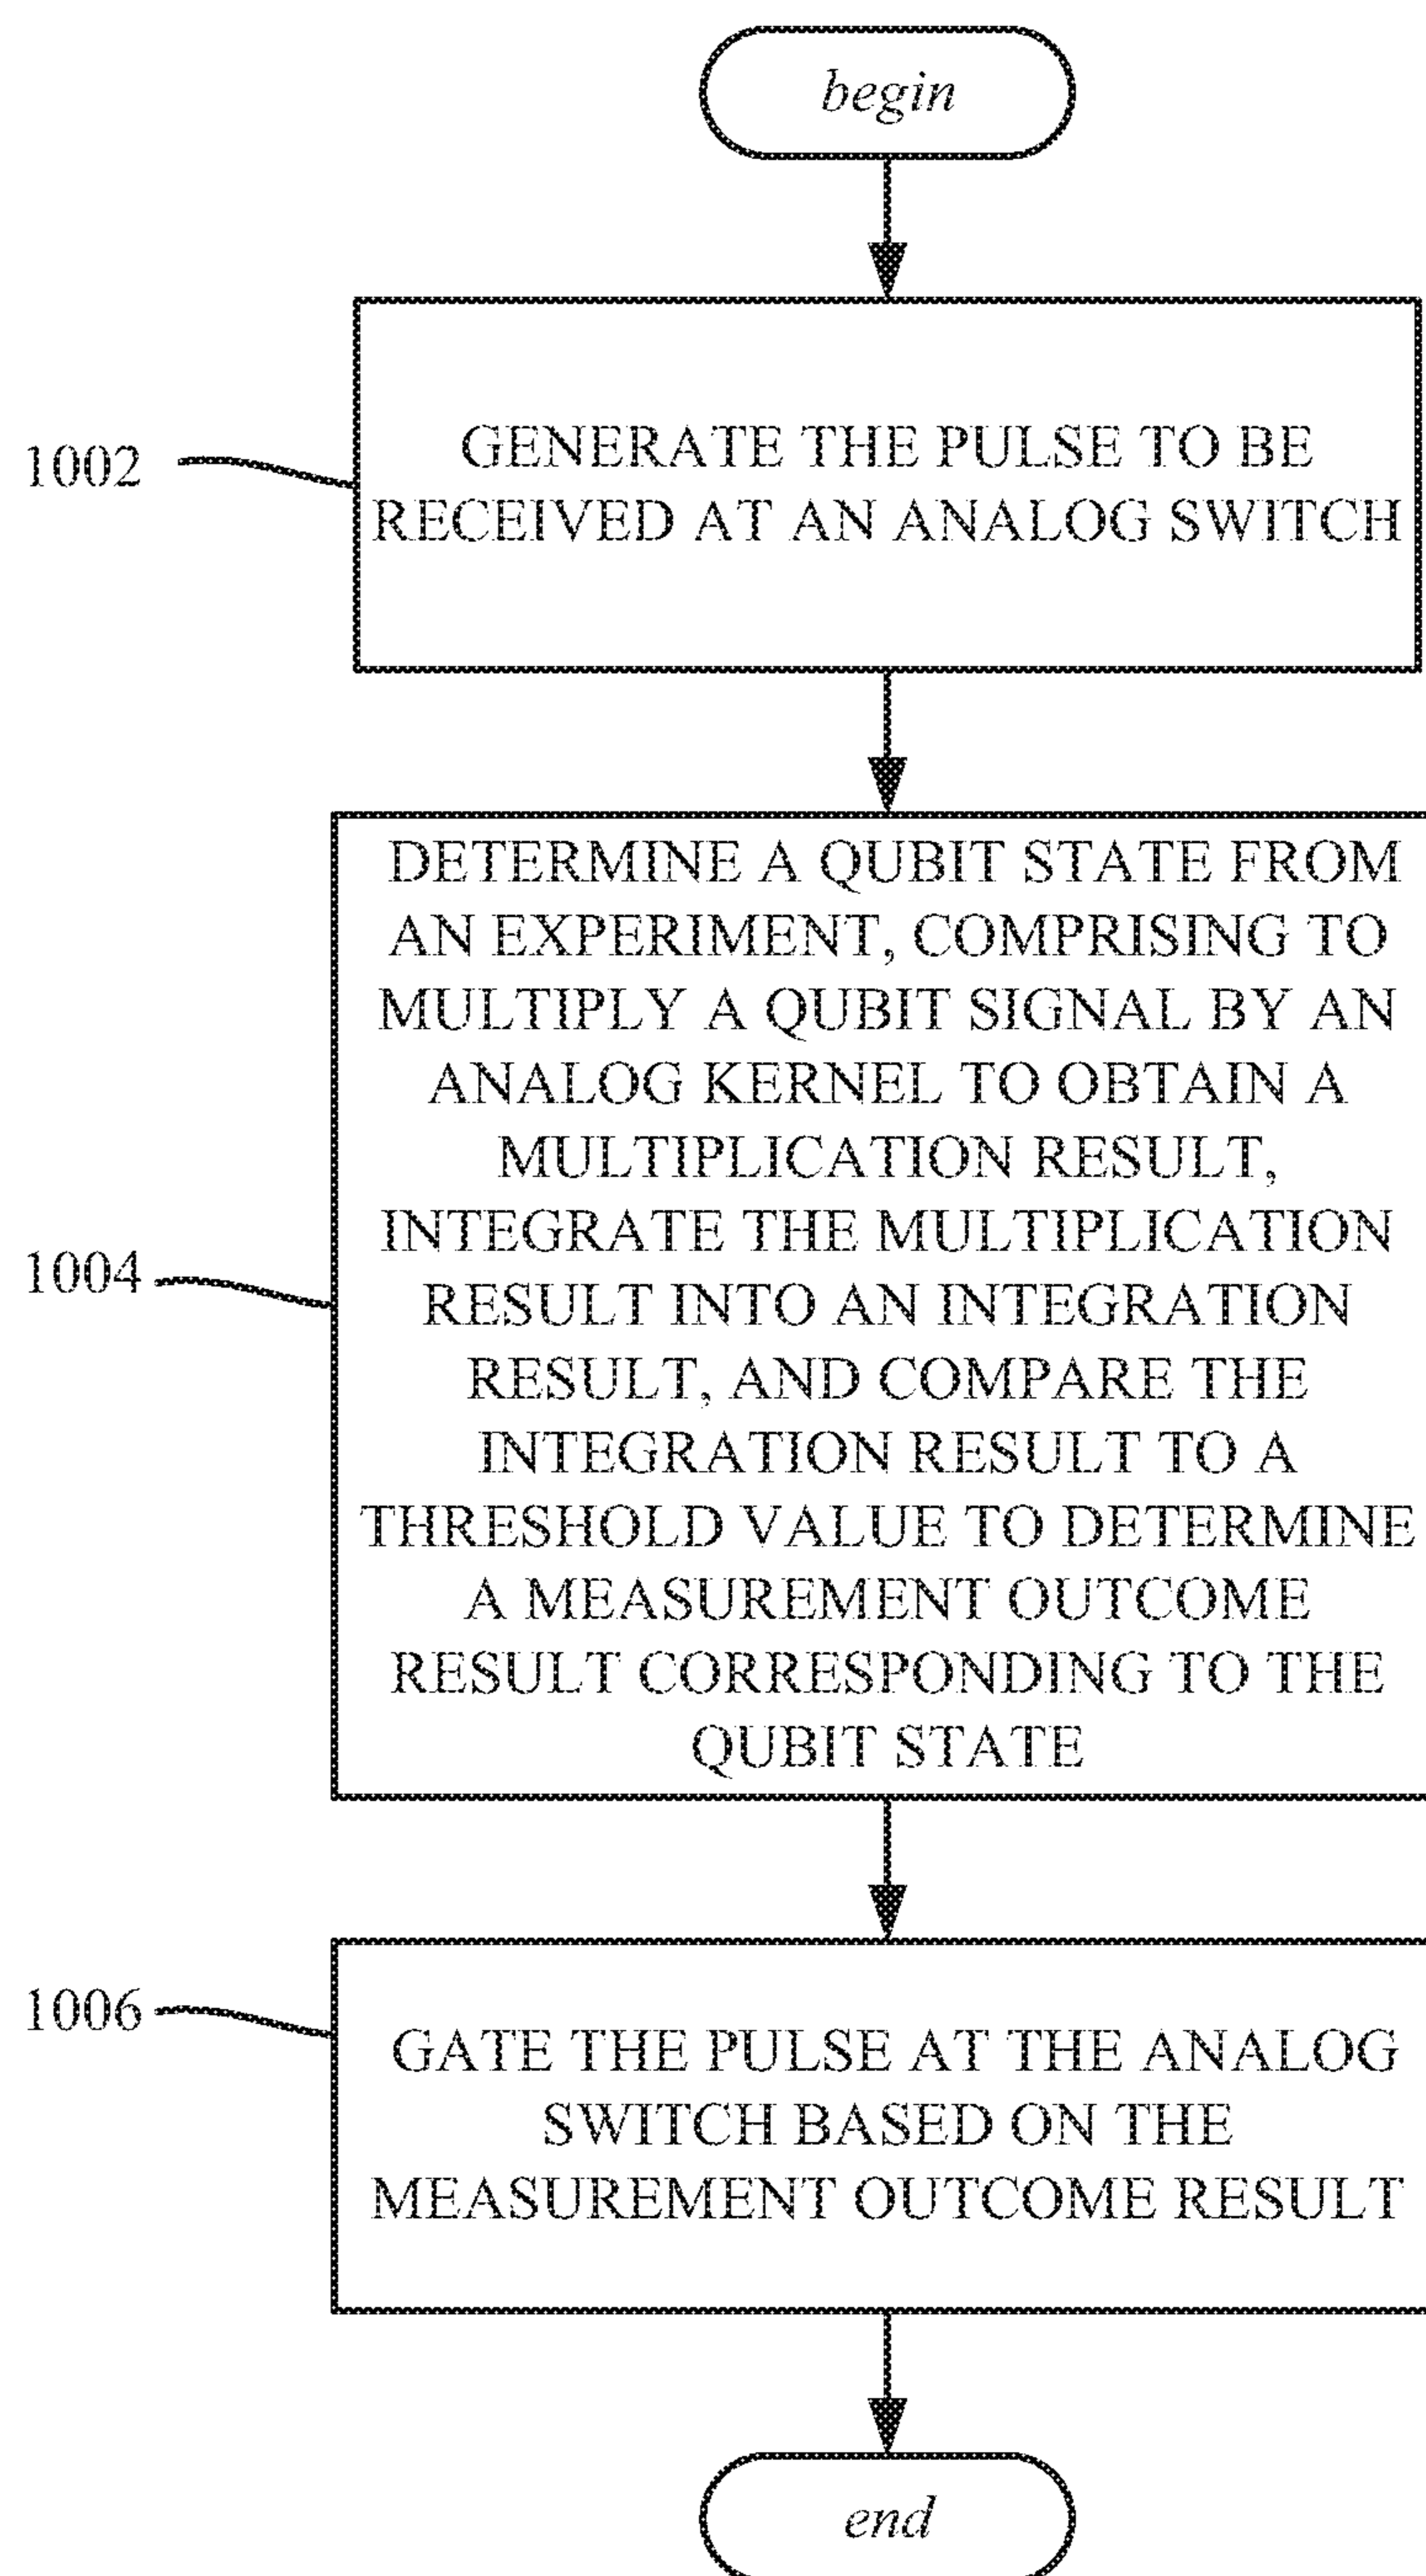 begin
1002
GENERATE THE PULSE TO BE
RECEIVED AT AN ANALOG SWITCH
1004
DETERMINE A QUBIT STATE FROM
AN EXPERIMENT, COMPRISING TO
MULTIPLY A QUBIT SIGNAL BY AN
ANALOG KERNEL TO OBTAIN A
MULTIPLICATION RESULT,
INTEGRATE THE MULTIPLICATION
RESULT INTO AN INTEGRATION
RESULT, AND COMPARE THE
INTEGRATION RESULT TO A
THRESHOLD VALUE TO DETERMINE
A MEASUREMENT OUTCOME
RESULT CORRESPONDING TO THE
QUBIT STATE
1006
GATE THE PULSE AT THE ANALOG
SWITCH BASED ON THE
MEASUREMENT OUTCOME RESULT
end